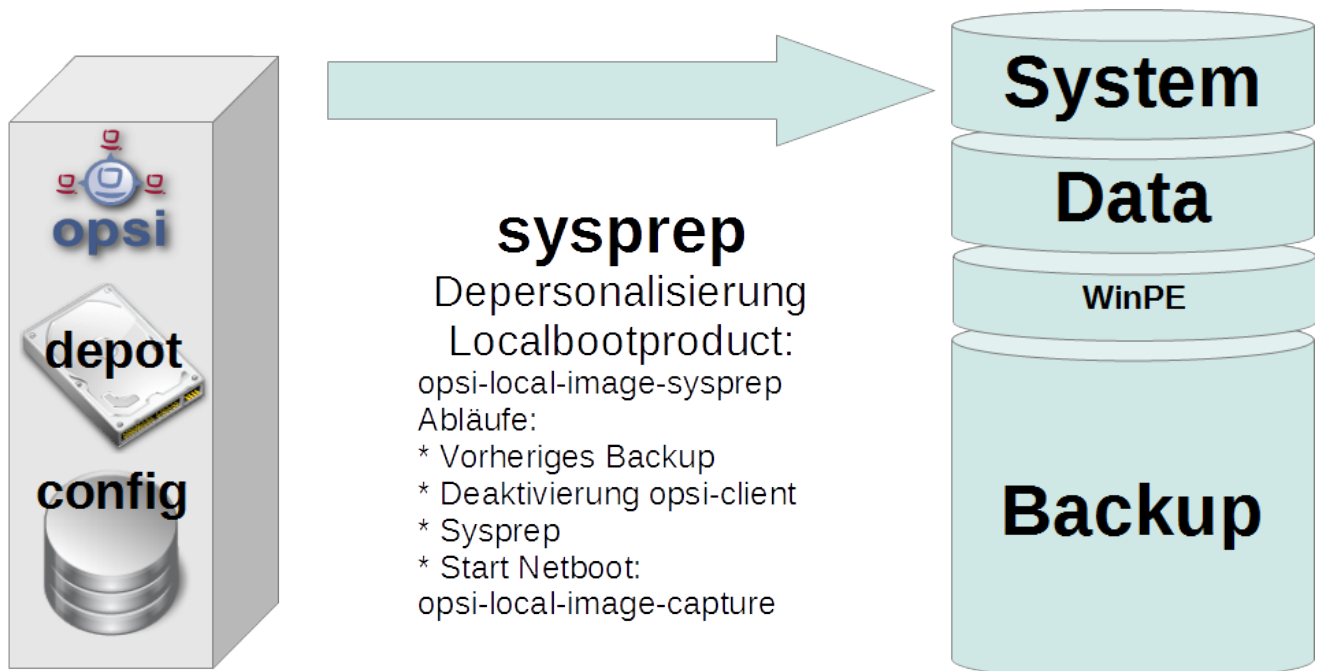 opsi
depot
config
sysprep
Depersonalisierung
Localbootproduct:
opsi-local-image-sysprep
Abläufe:
* Vorheriges Backup
* Deaktivierung opsi-client
* Sysprep
* Start Netboot:
opsi-local-image-capture
System
Data
WinPE
Backup